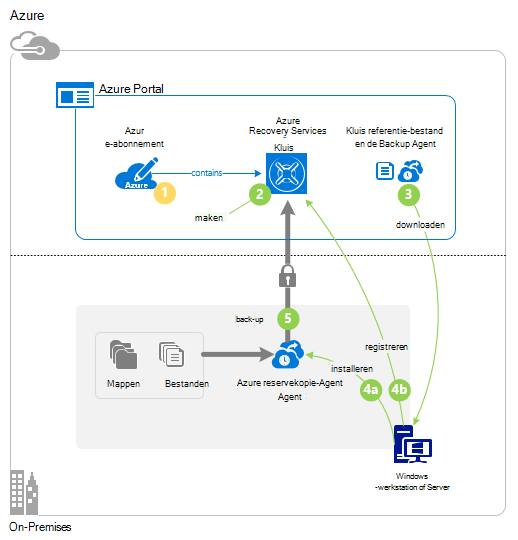 Azure
Azure Portal
Azur
e-abonnement
Azure
Recovery Services
Kluis
Kluis referentie-bestand
en de Backup Agent
contains
Azure
1
2
3
maken
downloaden
back-up
5
registreren
installeren
Mappen
Bestanden
Azure reservekopie-Agent
Agent
4a
4b
Windows
-werkstation of Server
On-Premises